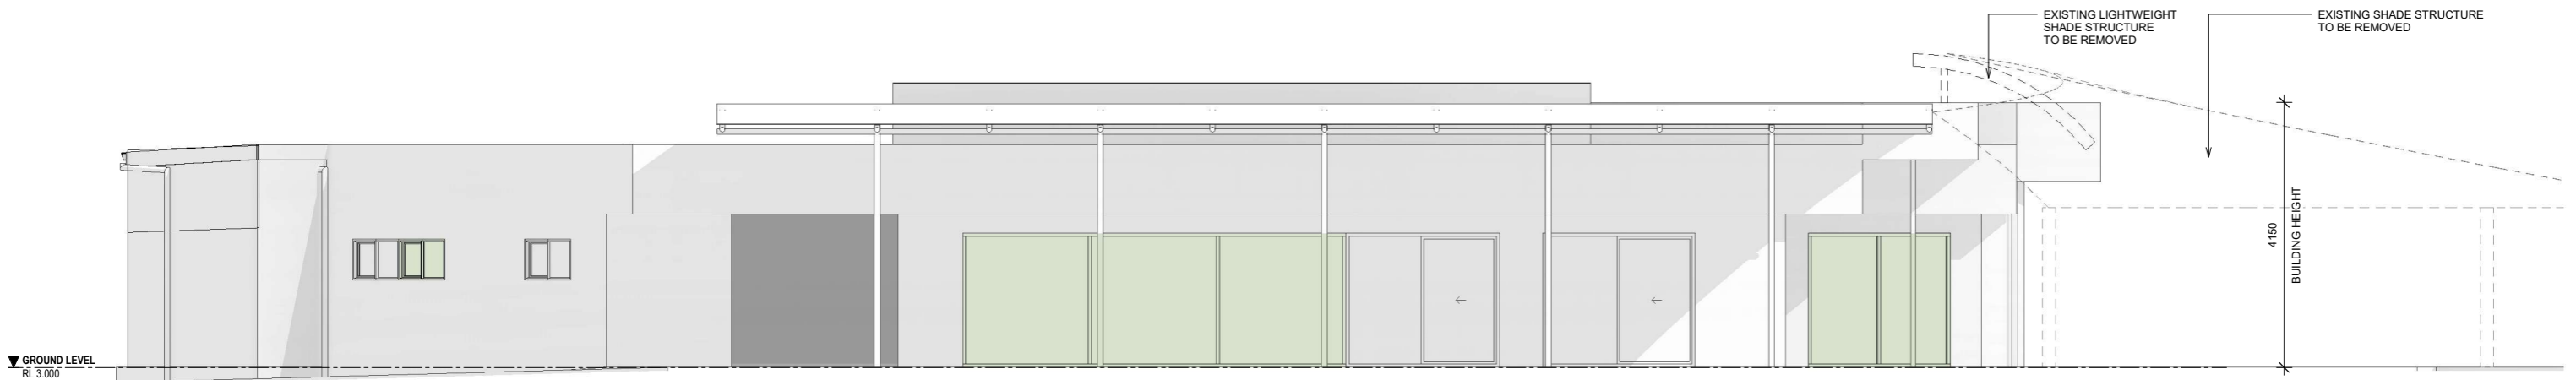 EXISTING LIGHTWEIGHT
SHADE STRUCTURE
TO BE REMOVED
EXISTING SHADE STRUCTURE
TO BE REMOVED
4150
BUILDING HEIGHT
GROUND LEVEL
RL 3.000